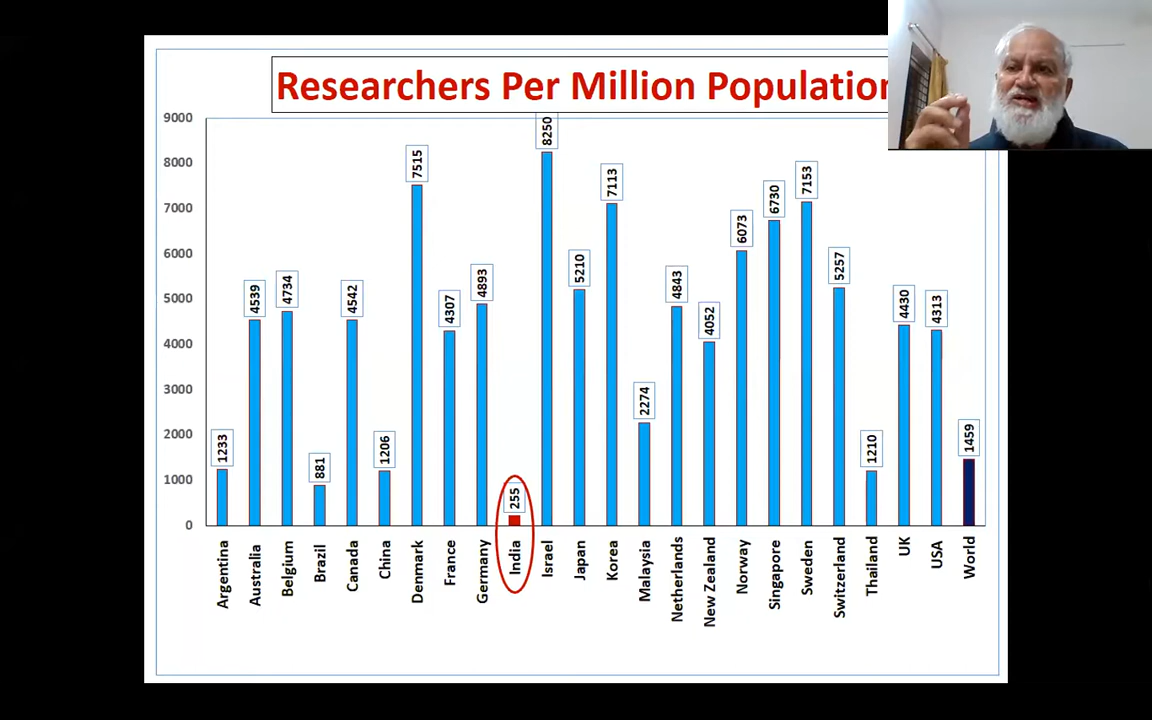 Researchers Per Million Population
9000
8000
7000
6000
5000
4000
3000
2000
1000
0
1233
4539
4734
881
4542
1206
7515
4307
4893
255
8250
5210
7113
2274
4843
4052
6073
6730
7153
5257
1210
4430
4313
1459
Argentina
Australia
Belgium
Brazil
Canada
China
Denmark
France
Germany
India
Israel
Japan
Korea
Malaysia
Netherlands
New Zealand
Norway
Singapore
Sweden
Switzerland
Thailand
UK
USA
World